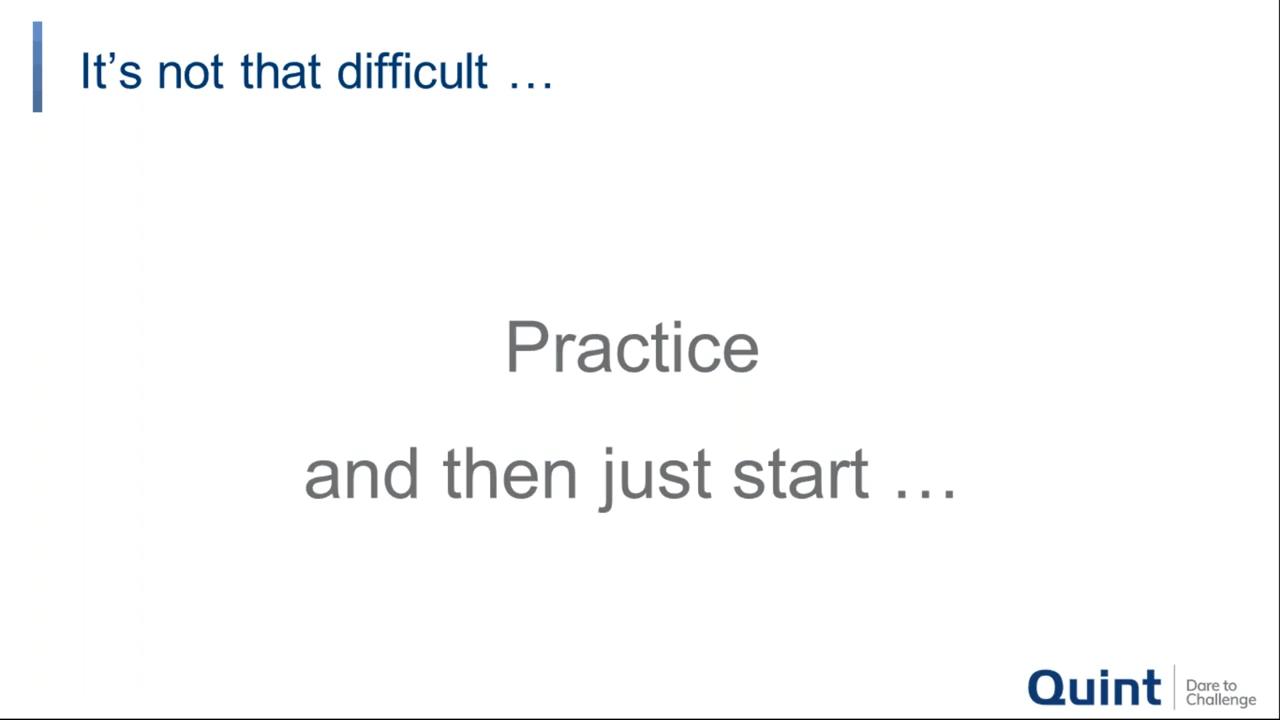 It’s not that difficult …
Practice
and then just start …
Quint
Dare to
Challenge